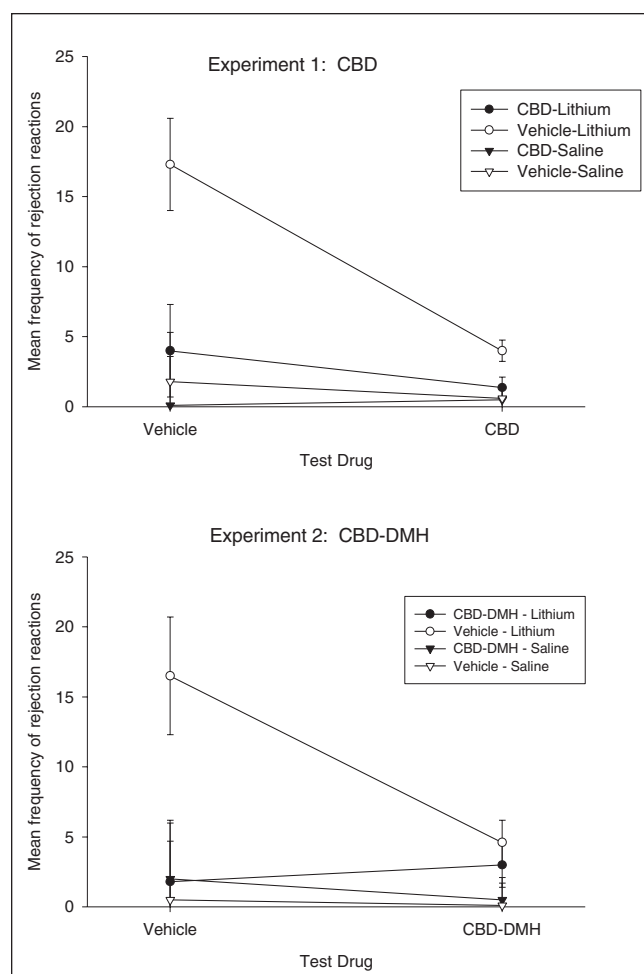 Experiment 1: CBD
25
20
15
10
5
0
Mean frequency of rejection reactions
CBD-Lithium
Vehicle-Lithium
CBD-Saline
Vehicle-Saline
Vehicle
CBD
Test Drug
Experiment 2: CBD-DMH
25
20
15
10
5
0
Mean frequency of rejection reactions
CBD-DMH - Lithium
Vehicle - Lithium
CBD-DMH - Saline
Vehicle - Saline
Vehicle
CBD-DMH
Test Drug